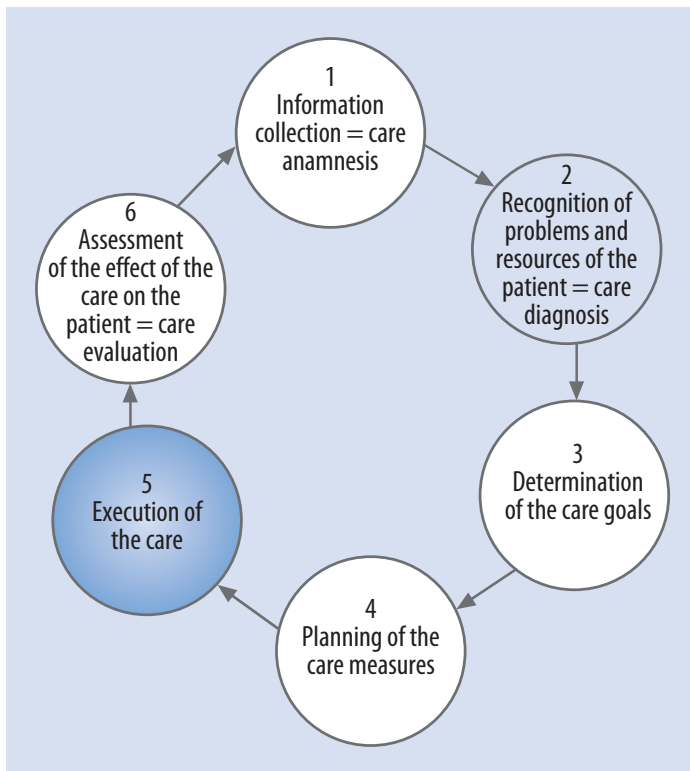 1
Information
collection = care
anamnesis
2
Recognition of
problems and
resources of the
patient = care
diagnosis
3
Determination
of the care goals
4
Planning of the
care measures
5
Execution of
the care
6
Assessment
of the effect of the
care on the
patient = care
evaluation